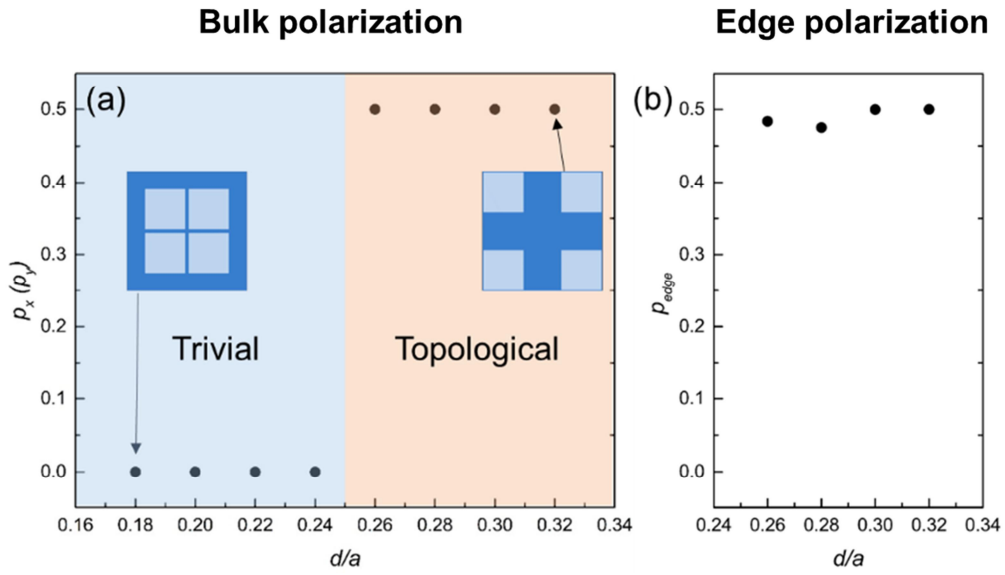 Bulk polarization
Edge polarization
(a)
0.5
0.4
0.3
0.2
0.1
0.0
p_x (p_y)
Trivial
Topological
0.16 0.18 0.20 0.22 0.24 0.26 0.28 0.30 0.32 0.34
d/a
(b)
0.5
0.4
0.3
0.2
0.1
0.0
p_edge
0.24 0.26 0.28 0.30 0.32 0.34
d/a